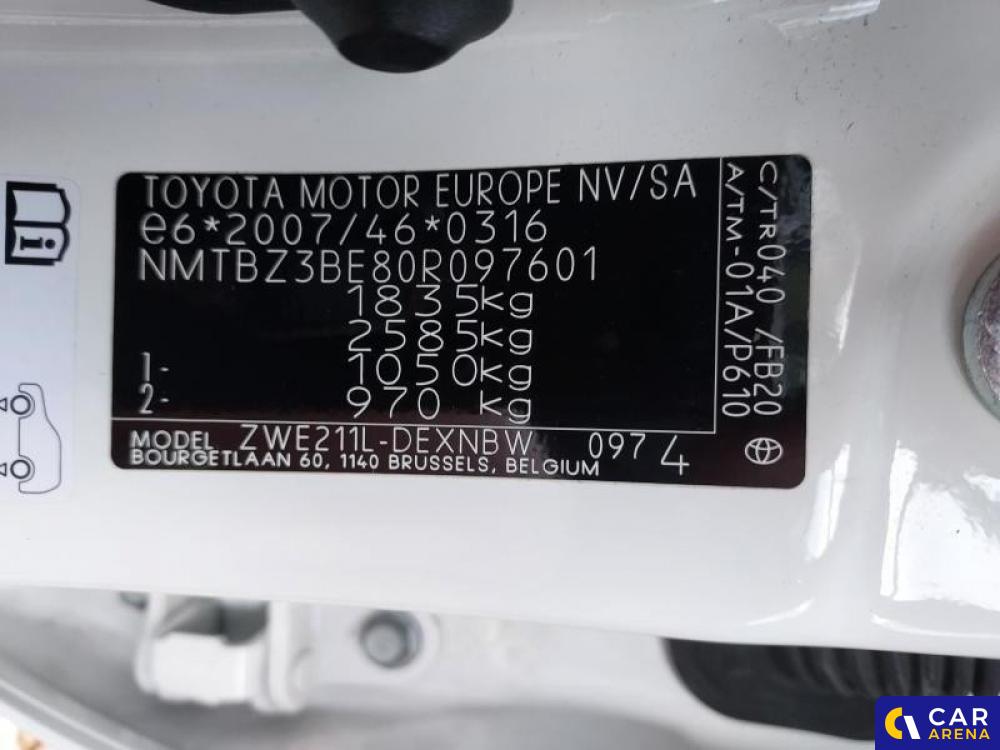 TOYOTA MOTOR EUROPE NV/SA
e6*2007/46*0316
NMTBZ3BE80R097601
1835kg
2585kg
1- 1050kg
2- 970 kg
MODEL ZWE211L-DEXNBW 097 4
BOURGETLAAN 60, 1140 BRUSSELS, BELGIUM
C/TR040 /FB20
A/TM-01A/P610
CAR
ARENA